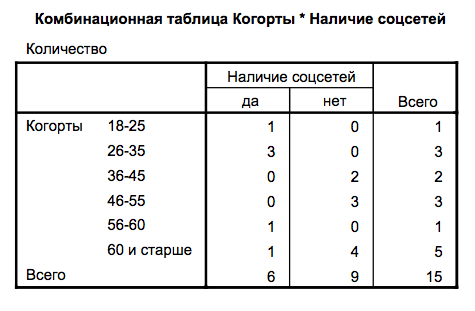 Комбинационная таблица Когорты * Наличие соцсетей
Количество
Наличие соцсетей
да нет Всего
Когорты 18-25 1 0 1
26-35 3 0 3
36-45 0 2 2
46-55 0 3 3
56-60 1 0 1
60 и старше 1 4 5
Всего 6 9 15